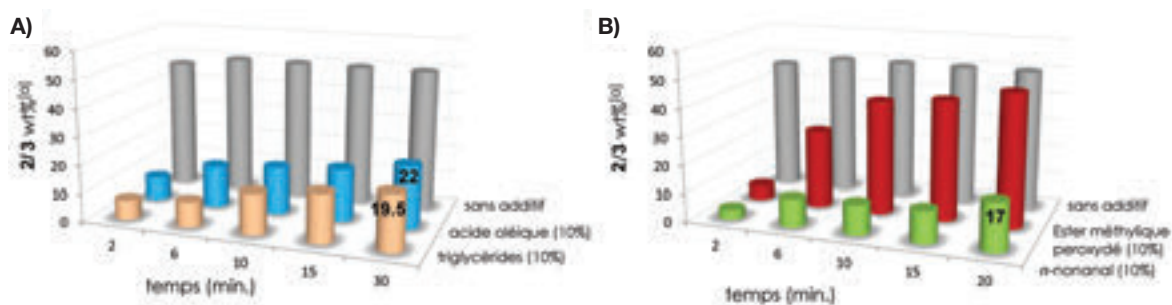 A)
2/3 wt%[a]
60
50
40
30
20
10
0
2
6
10
15
30
temps (min.)
22
19.5
sans additif
acide oléique (10%)
triglycérides (10%)
B)
2/3 wt%[a]
60
50
40
30
20
10
0
2
6
10
15
20
temps (min.)
17
sans additif
Ester méthylique
peroxydé (10%)
n-nonanal (10%)